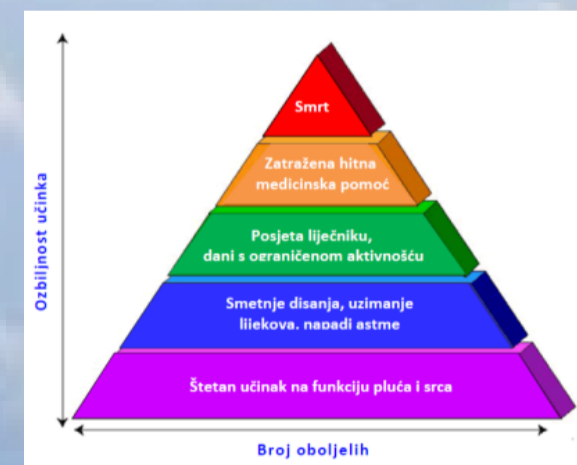 Smrt
Zatražena hitna
medicinska pomoć
Posjeta liječniku,
dani s ograničenom aktivnošću
Smetnje disanja, uzimanje
lijekova, napadi astme
Štetan učinak na funkciju pluća i srca
Ozbiljnost učinka
Broj oboljelih